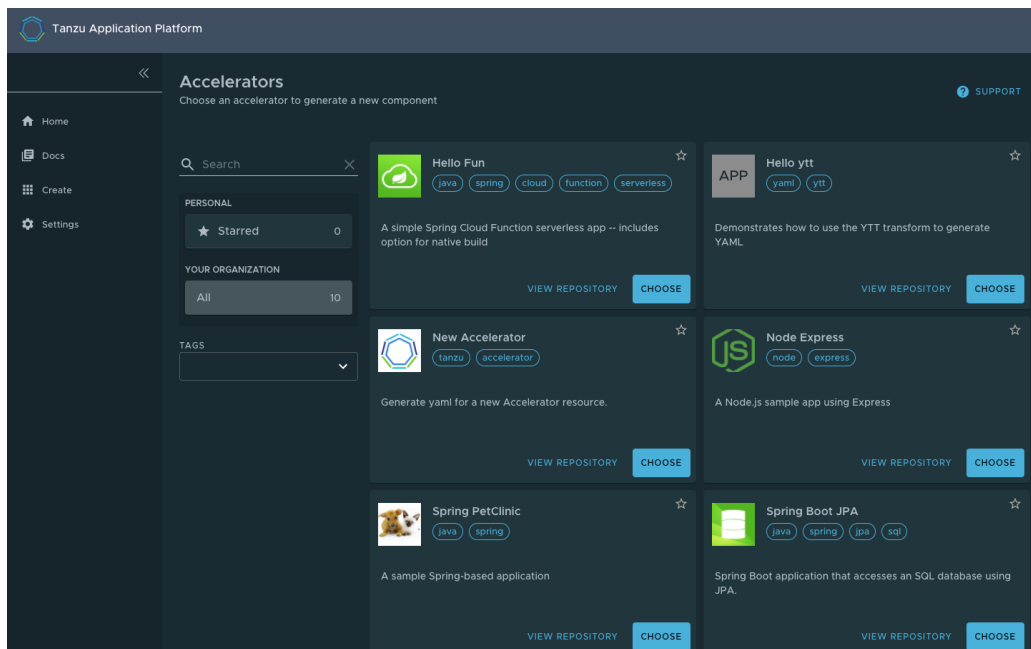 Tanzu Application Platform
Home
Docs
Create
Settings
Accelerators
Choose an accelerator to generate a new component
SUPPORT
Search
PERSONAL
Starred 0
YOUR ORGANIZATION
All 10
TAGS
Hello Fun
java spring cloud function serverless
A simple Spring Cloud Function serverless app -- includes
option for native build
VIEW REPOSITORY CHOOSE
APP
Hello ytt
yaml ytt
Demonstrates how to use the YTT transform to generate
YAML
VIEW REPOSITORY CHOOSE
New Accelerator
tanzu accelerator
Generate yaml for a new Accelerator resource.
VIEW REPOSITORY CHOOSE
JS
Node Express
node express
A Node.js sample app using Express
VIEW REPOSITORY CHOOSE
Spring PetClinic
java spring
A sample Spring-based application
VIEW REPOSITORY CHOOSE
Spring Boot JPA
java spring jpa sql
Spring Boot application that accesses an SQL database using
JPA.
VIEW REPOSITORY CHOOSE